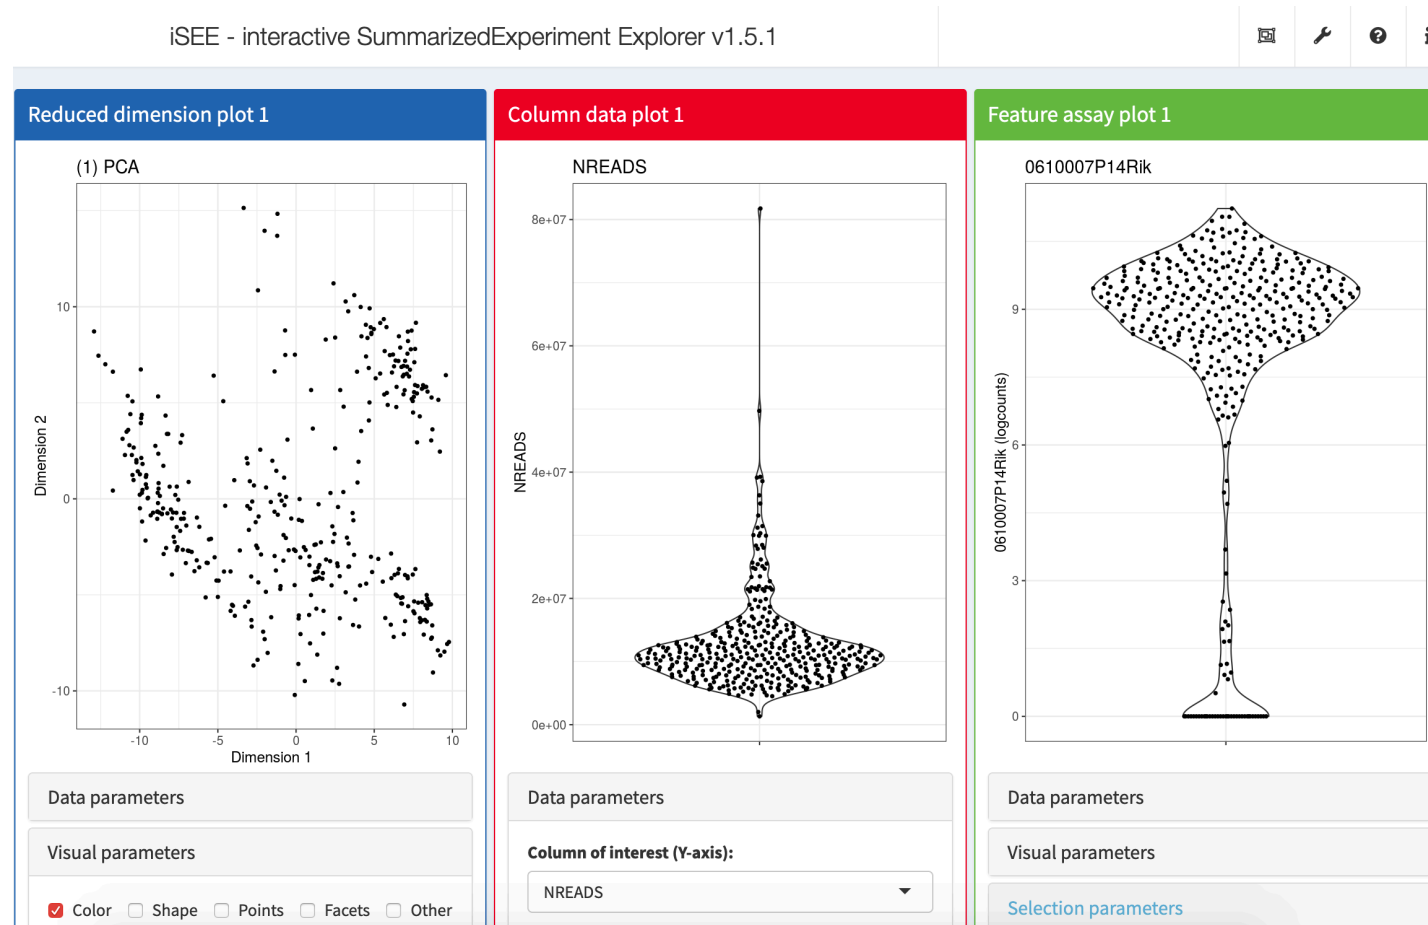 iSEE - interactive SummarizedExperiment Explorer v1.5.1
Reduced dimension plot 1
(1) PCA
Dimension 2
10
0
-10
-10
-5
0
5
10
Dimension 1
Data parameters
Visual parameters
Color
Shape
Points
Facets
Other
Column data plot 1
NREADS
NREADS
8e+07
6e+07
4e+07
2e+07
0e+00
Data parameters
Column of interest (Y-axis):
NREADS
Feature assay plot 1
0610007P14Rik
0610007P14Rik (logcounts)
9
6
3
0
Data parameters
Visual parameters
Selection parameters